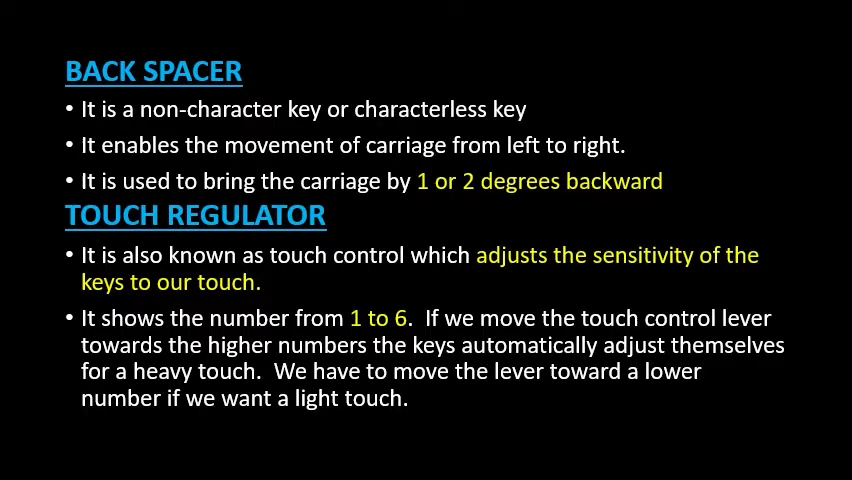 BACK SPACER
• It is a non-character key or characterless key
• It enables the movement of carriage from left to right.
• It is used to bring the carriage by 1 or 2 degrees backward
TOUCH REGULATOR
• It is also known as touch control which adjusts the sensitivity of the
keys to our touch.
• It shows the number from 1 to 6.  If we move the touch control lever
towards the higher numbers the keys automatically adjust themselves
for a heavy touch.  We have to move the lever toward a lower
number if we want a light touch.